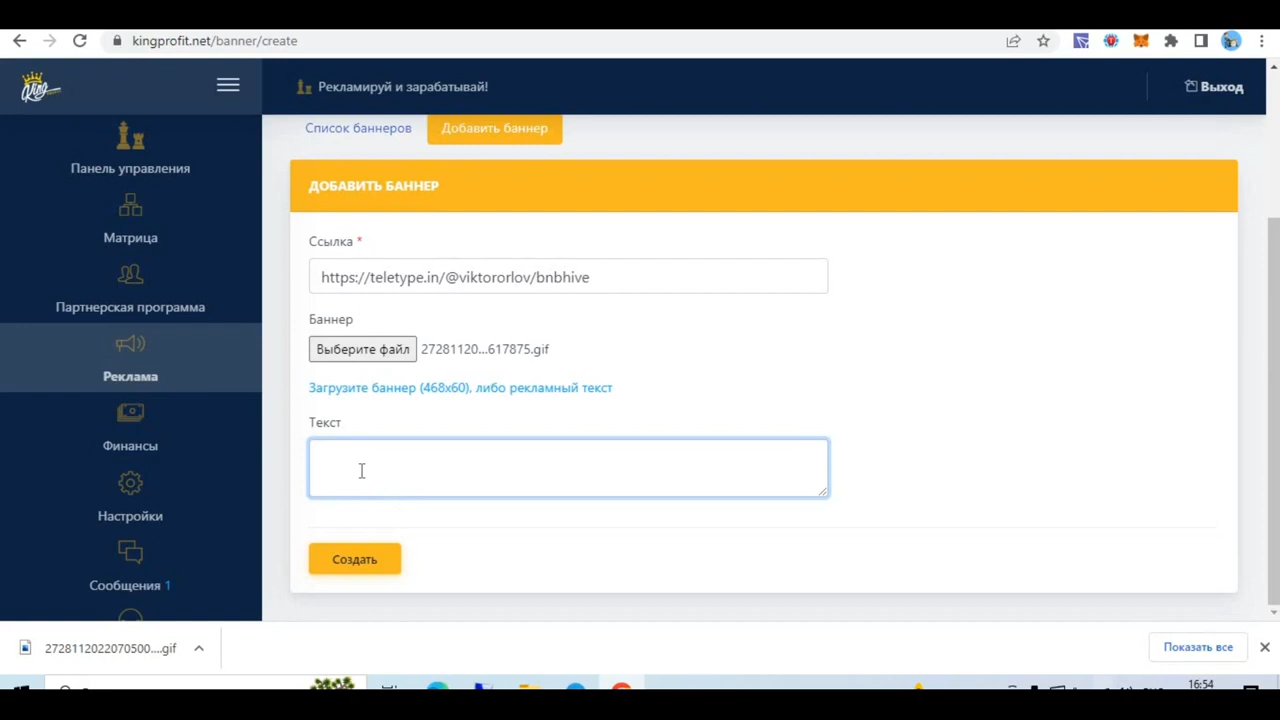 kingprofit.net/banner/create
King
Рекламируй и зарабатывай!
Выход
Список баннеров
Добавить баннер
Панель управления
Матрица
Партнерская программа
Реклама
Финансы
Настройки
Сообщения 1
ДОБАВИТЬ БАННЕР
Ссылка *
https://teletype.in/@viktororlov/bnbhive
Баннер
Выберите файл 27281120...617875.gif
Загрузите баннер (468x60), либо рекламный текст
Текст
Создать
2728112022070500....gif
Показать все
16:54